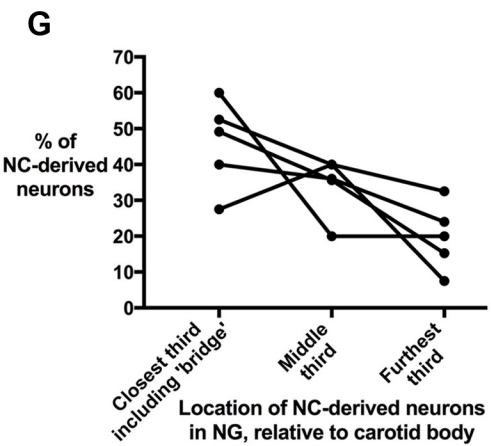 G
70
60
50
40
30
20
10
0
% of
NC-derived
neurons
Closest third
including 'bridge'
Middle
third
Furthest
third
Location of NC-derived neurons
in NG, relative to carotid body